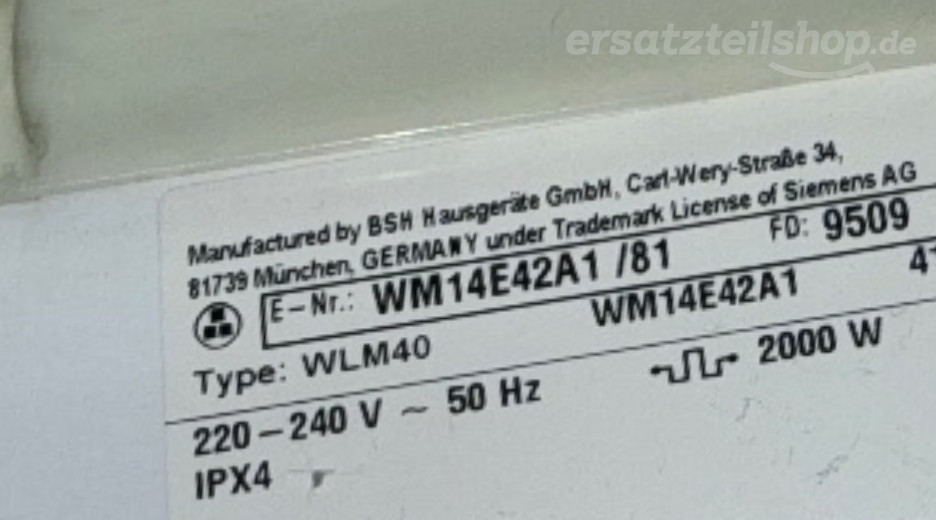 ersatzteilshop.de
Manufactured by BSH Hausgeräte GmbH, Carl-Wery-Straße 34,
81739 München, GERMANY under Trademark License of Siemens AG
E-Nr.: WM14E42A1 /81 FD: 9509
Type: WLM40 WM14E42A1
220-240 V ~ 50 Hz 2000 W
IPX4